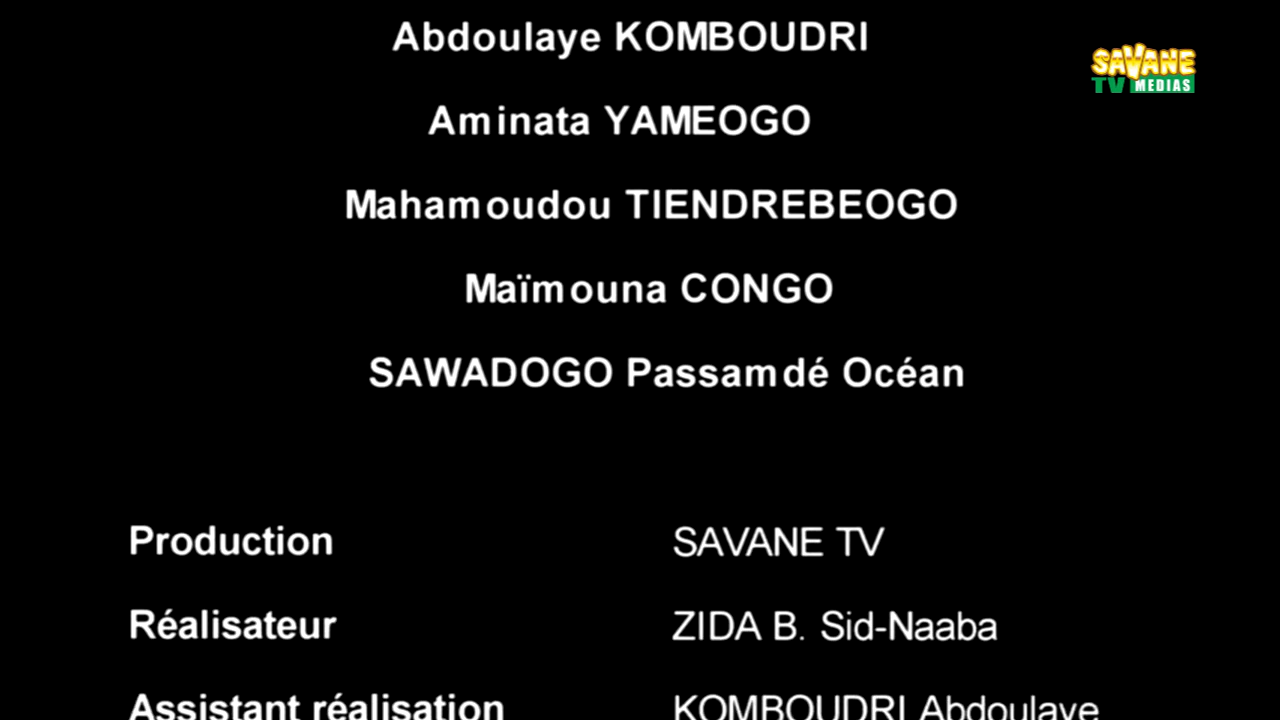 Abdoulaye KOMBOUDRI
SAVANE
TV MEDIAS
Aminata YAMEOGO
Mahamoudou TIENDREBEOGO
Maïmouna CONGO
SAWADOGO Passamdé Océan
Production SAVANE TV
Réalisateur ZIDA B. Sid-Naaba
Assistant réalisation KOMBOUDRI Abdoulaye